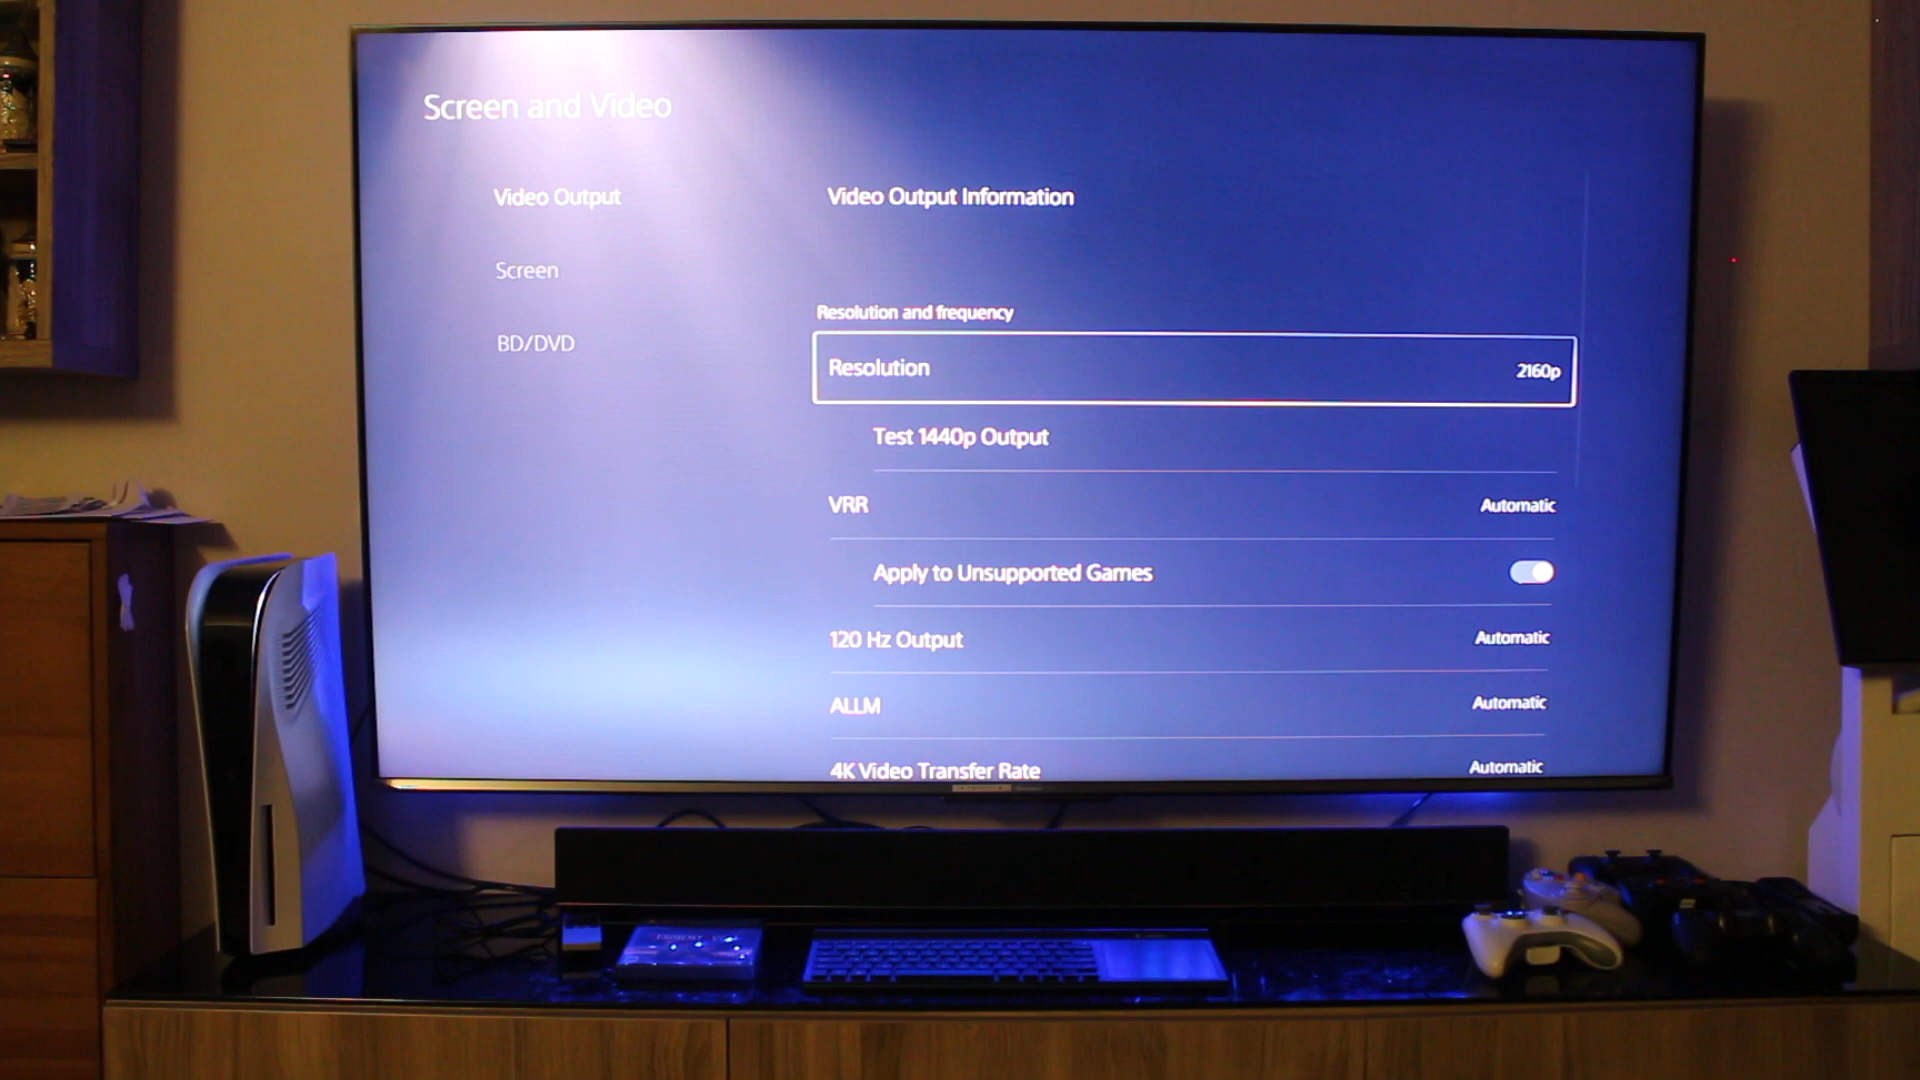 Screen and Video
Video Output
Screen
BD/DVD
Video Output Information
Resolution and frequency
Resolution 2160p
Test 1440p Output
VRR Automatic
Apply to Unsupported Games
120 Hz Output Automatic
ALLM Automatic
4K Video Transfer Rate Automatic